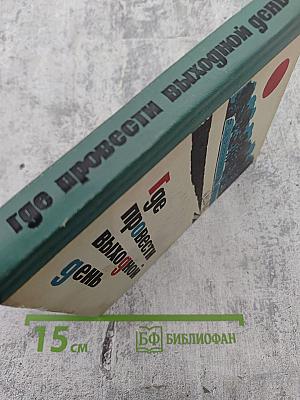 где провести выходной день
Где
провести
выходной
день
15 см
БФ БИБЛИОФАН